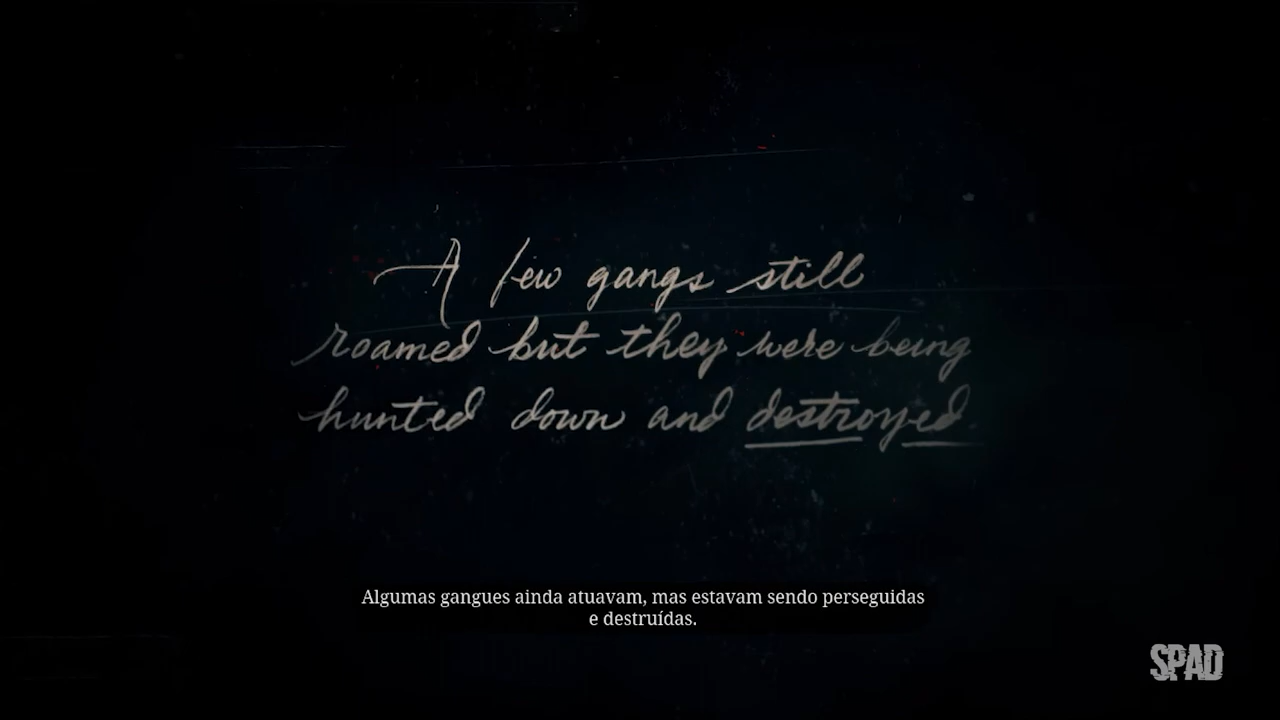 A few gangs still
roamed but they were being
hunted down and destroyed.
Algumas gangues ainda atuavam, mas estavam sendo perseguidas
e destruídas.
SPAD